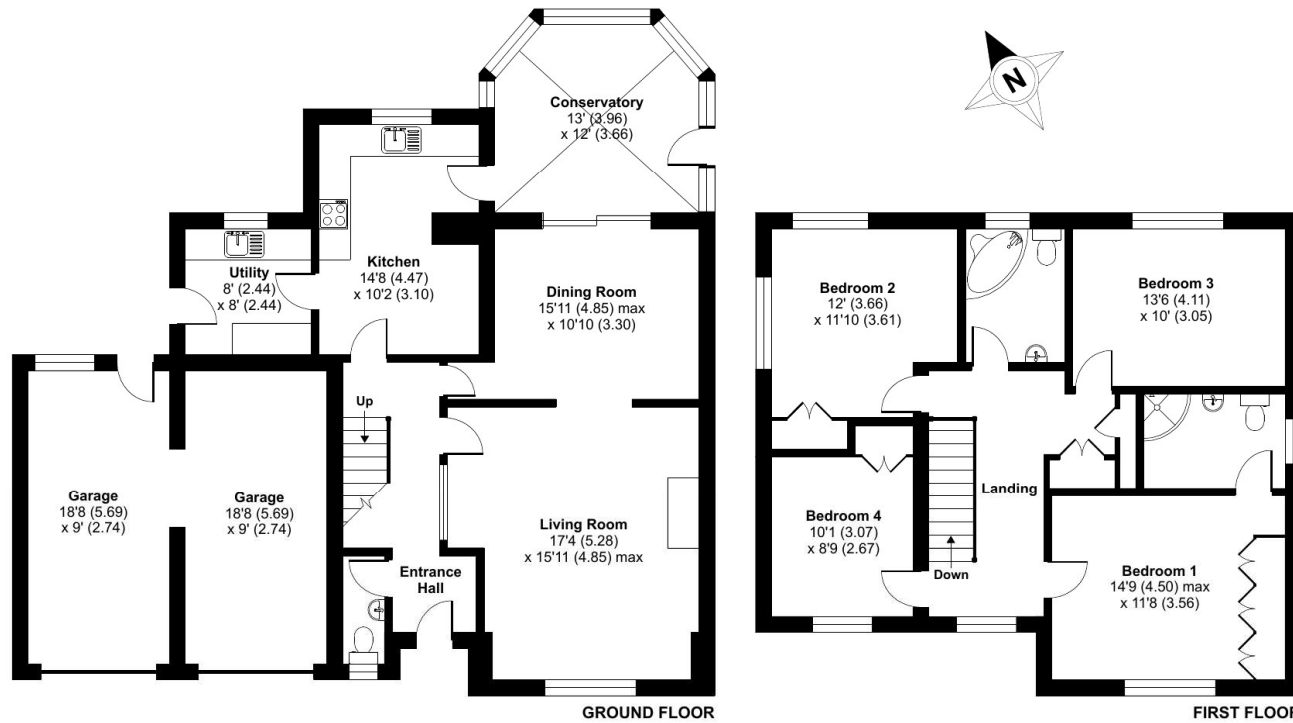 Conservatory
13' (3.96)
x 12' (3.66)
N
Kitchen
14'8 (4.47)
x 10'2 (3.10)
Utility
8' (2.44)
x 8' (2.44)
Dining Room
15'11 (4.85) max
x 10'10 (3.30)
Up
Garage
18'8 (5.69)
x 9' (2.74)
Garage
18'8 (5.69)
x 9' (2.74)
Living Room
17'4 (5.28)
x 15'11 (4.85) max
Entrance
Hall
GROUND FLOOR
Bedroom 2
12' (3.66)
x 11'10 (3.61)
Bedroom 3
13'6 (4.11)
x 10' (3.05)
Landing
Bedroom 4
10'1 (3.07)
x 8'9 (2.67)
Down
Bedroom 1
14'9 (4.50) max
x 11'8 (3.56)
FIRST FLOOR